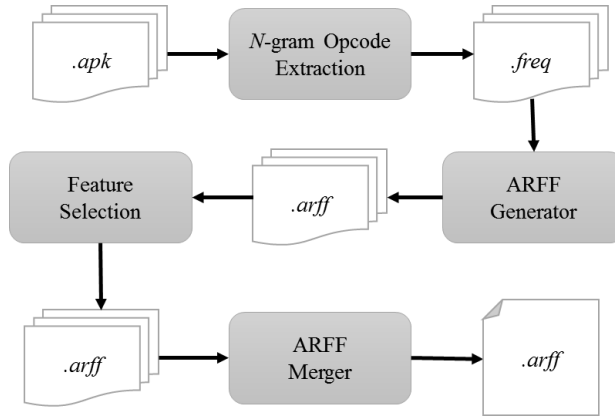 .apk
N-gram Opcode
Extraction
.freq
Feature
Selection
.arff
ARFF
Generator
.arff
ARFF
Merger
.arff